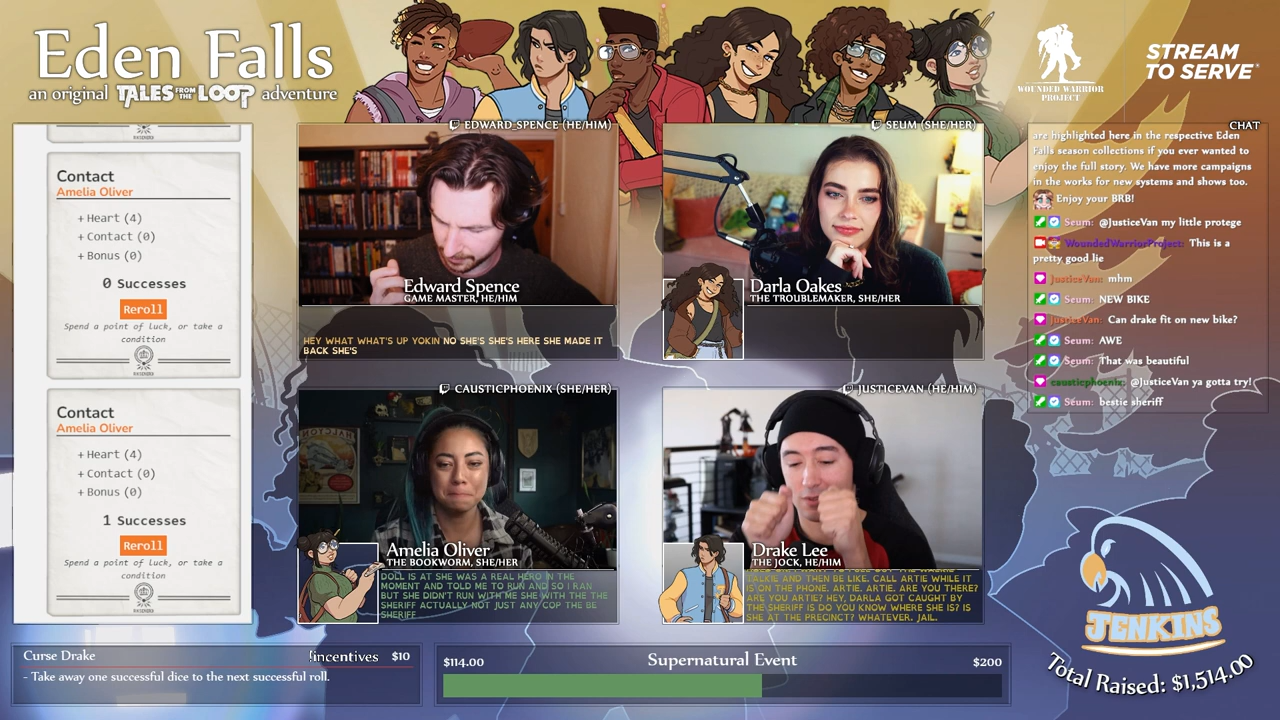 Eden Falls
an original TALES FROM THE LOOP adventure
WOUNDED WARRIOR
PROJECT
STREAM
TO SERVE
Contact
Amelia Oliver
+ Heart (4)
+ Contact (0)
+ Bonus (0)
0 Successes
Reroll
Spend a point of luck, or take a
condition
Contact
Amelia Oliver
+ Heart (4)
+ Contact (0)
+ Bonus (0)
1 Successes
Reroll
Spend a point of luck, or take a
condition
EDWARD_SPENCE (HE/HIM)
Edward Spence
GAME MASTER, HE/HIM
HEY WHAT WHAT'S UP YOKIN NO SHE'S SHE'S HERE SHE MADE IT
BACK SHE'S
SEUM (SHE/HER)
Darla Oakes
THE TROUBLEMAKER, SHE/HER
CAUSTICPHOENIX (SHE/HER)
Amelia Oliver
THE BOOKWORM, SHE/HER
DOLL IS AT SHE WAS A REAL HERO IN THE
MOMENT AND TOLD ME TO RUN AND SO I RAN
BUT SHE DIDN'T RUN WITH ME SHE WITH THE THE
SHERIFF ACTUALLY NOT JUST ANY COP THE BE
SHERIFF
JUSTICEVAN (HE/HIM)
Drake Lee
THE JOCK, HE/HIM
TALKIE AND THEN BE LIKE. CALL ARTIE WHILE IT
IS ON THE PHONE. ARTIE. ARTIE. ARE YOU THERE?
ARE YOU ARTIE? HEY, DARLA GOT CAUGHT BY
THE SHERIFF IS DO YOU KNOW WHERE SHE IS? IS
SHE AT THE PRECINCT? WHATEVER. JAIL.
CHAT
are highlighted here in the respective Eden
Falls season collections if you ever wanted to
enjoy the full story. We have more campaigns
in the works for new systems and shows too.
Enjoy your BRB!
Seum: @JusticeVan my little protege
WoundedWarriorProject: This is a
pretty good lie
JusticeVan: mhm
Seum: NEW BIKE
JusticeVan: Can drake fit on new bike?
Seum: AWE
Seum: That was beautiful
causticphoenix: @JusticeVan ya gotta try!
Seum: bestie sheriff
JENKINS
Total Raised: $1,514.00
Curse Drake
!incentives $10
- Take away one successful dice to the next successful roll.
$114.00 Supernatural Event $200